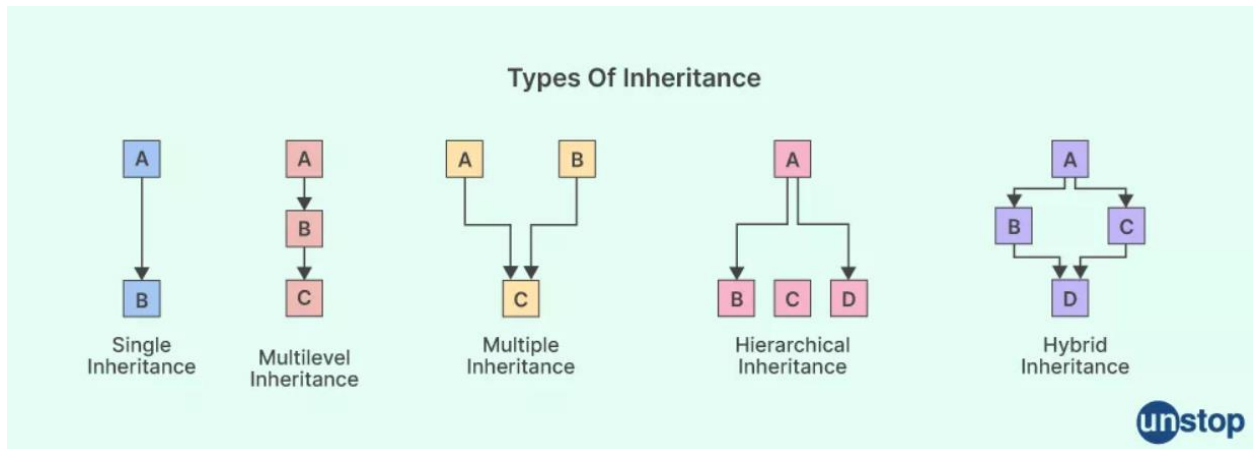 Types Of Inheritance
A
B
Single
Inheritance
A
B
C
Multilevel
Inheritance
A
B
C
Multiple
Inheritance
A
B
C
D
Hierarchical
Inheritance
A
B
C
D
Hybrid
Inheritance
unstop